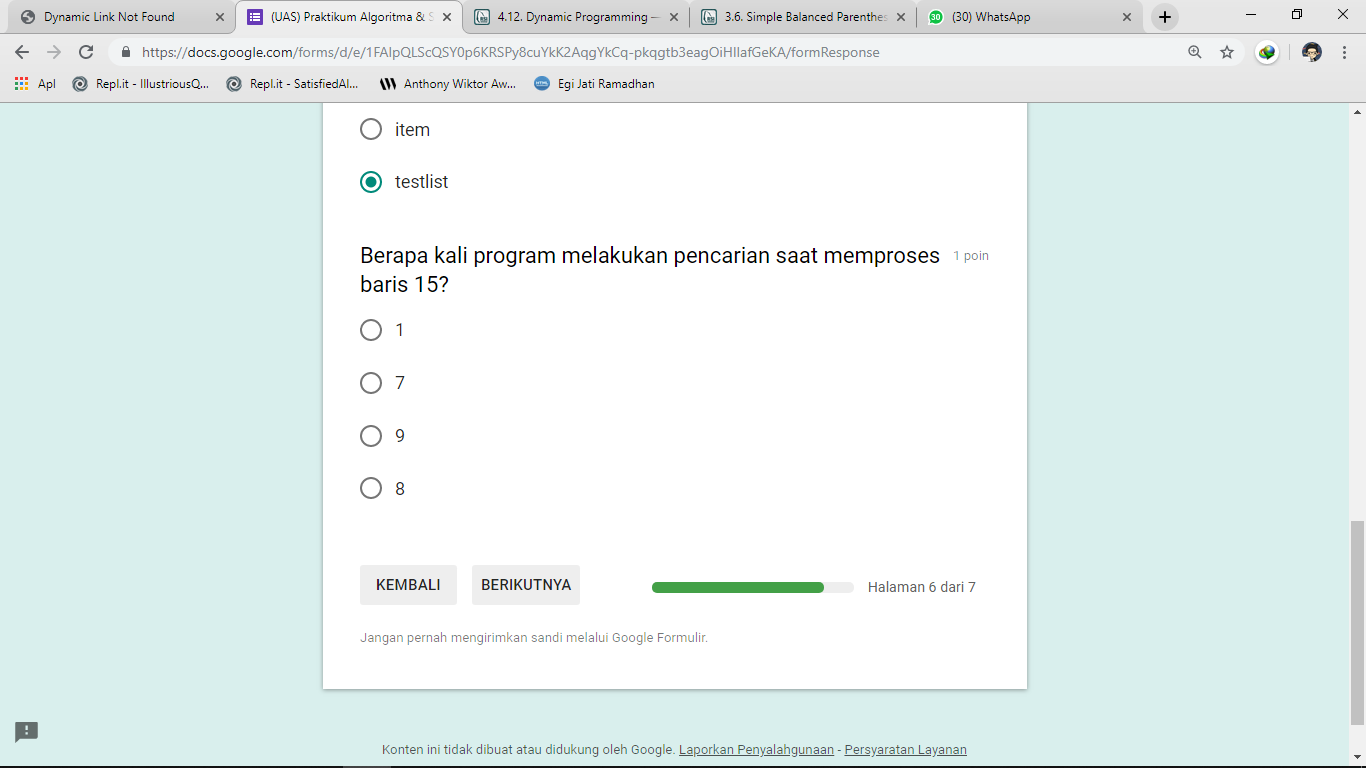 Dynamic Link Not Found
(UAS) Praktikum Algoritma & S
4.12. Dynamic Programming —
3.6. Simple Balanced Parenthes
30
(30) WhatsApp
https://docs.google.com/forms/d/e/1FAIpQLScQSY0p6KRSPy8cuYkK2AqgYkCq-pkqgtb3eagOiHIlafGeKA/formResponse
Apl
Repl.it - IllustriousQ...
Repl.it - SatisfiedAl...
Anthony Wiktor Aw...
Egi Jati Ramadhan
item
testlist
Berapa kali program melakukan pencarian saat memproses
baris 15?
1 poin
1
7
9
8
KEMBALI
BERIKUTNYA
Halaman 6 dari 7
Jangan pernah mengirimkan sandi melalui Google Formulir.
Konten ini tidak dibuat atau didukung oleh Google. Laporkan Penyalahgunaan - Persyaratan Layanan